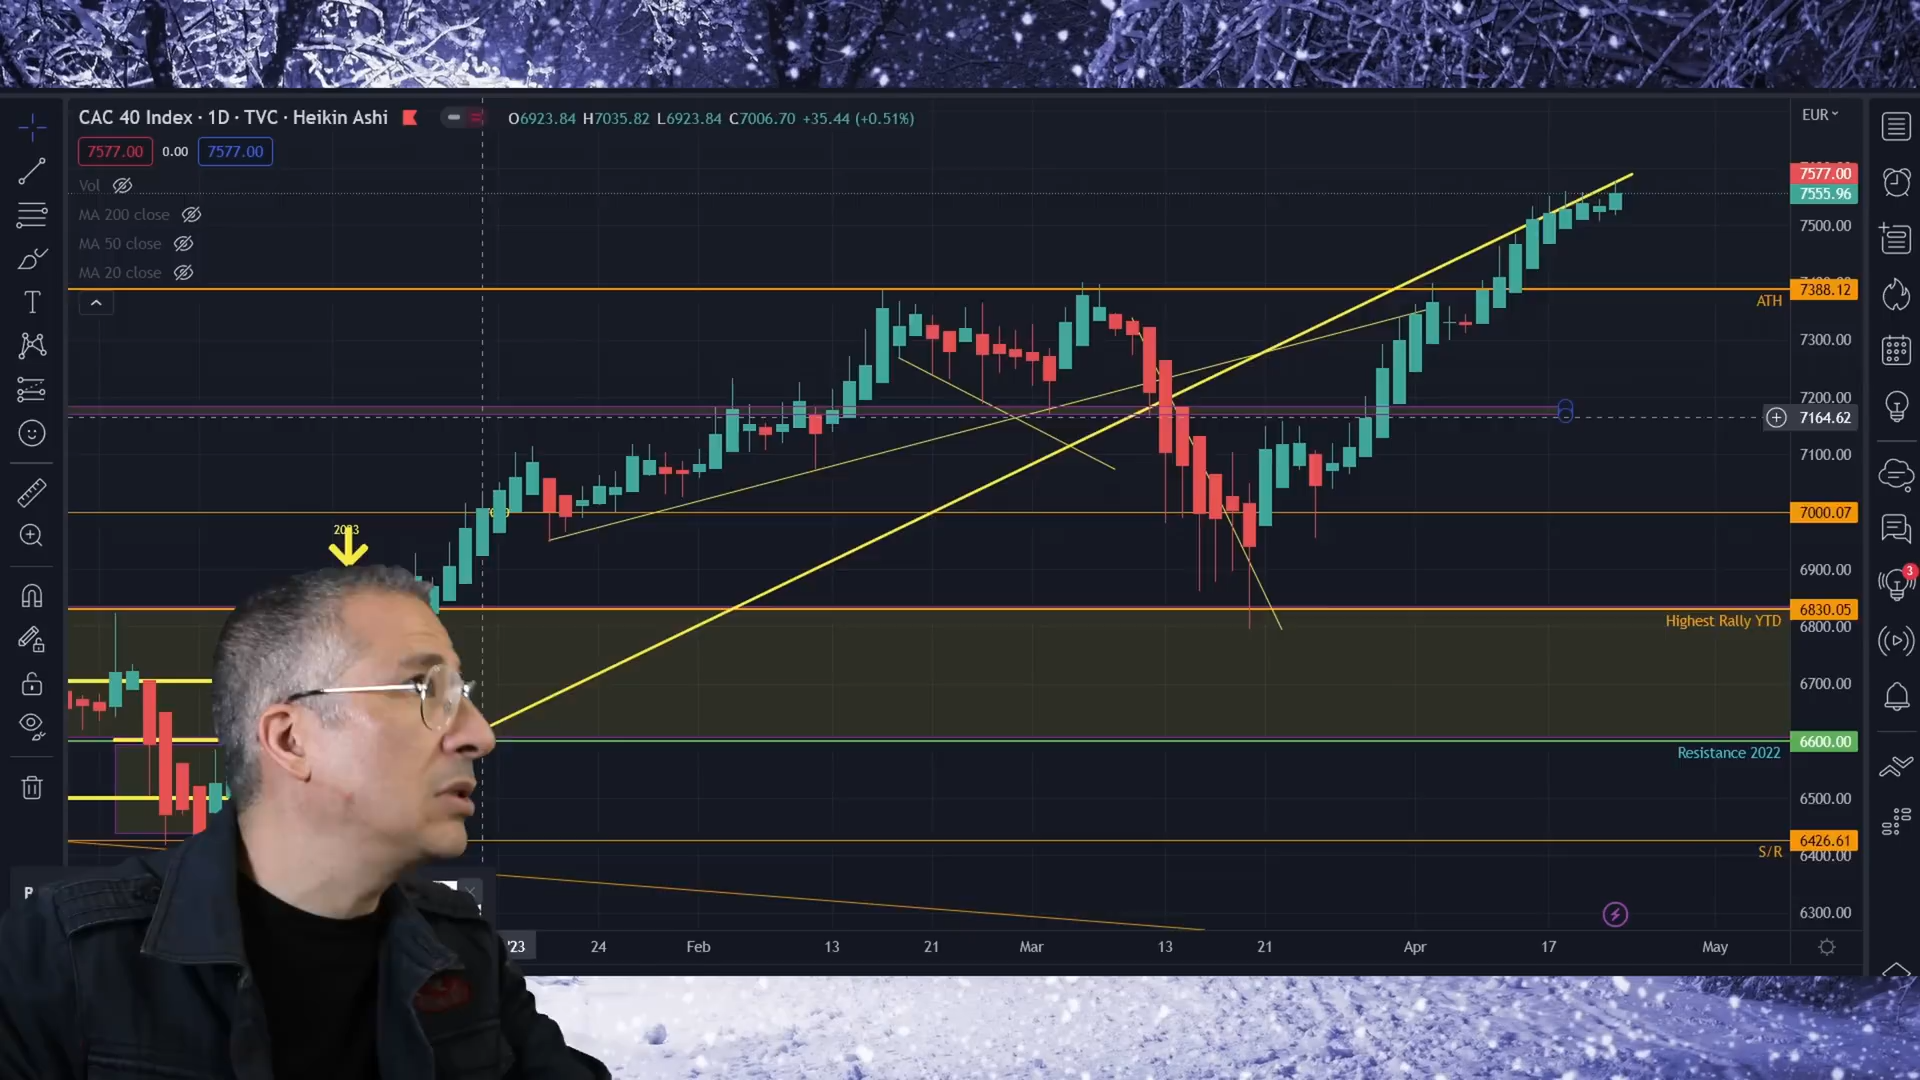 CAC 40 Index · 1D · TVC · Heikin Ashi
O6923.84 H7035.82 L6923.84 C7006.70 +35.44 (+0.51%)
EUR
7577.00 0.00 7577.00
Vol
MA 200 close
MA 50 close
MA 20 close
7577.00
7555.96
7500.00
7388.12
ATH
7300.00
7200.00
7164.62
7100.00
7000.07
2023
6900.00
6830.05
Highest Rally YTD
6800.00
6700.00
6600.00
Resistance 2022
6500.00
6426.61
S/R
6400.00
6300.00
'23 24 Feb 13 21 Mar 13 21 Apr 17 May
3